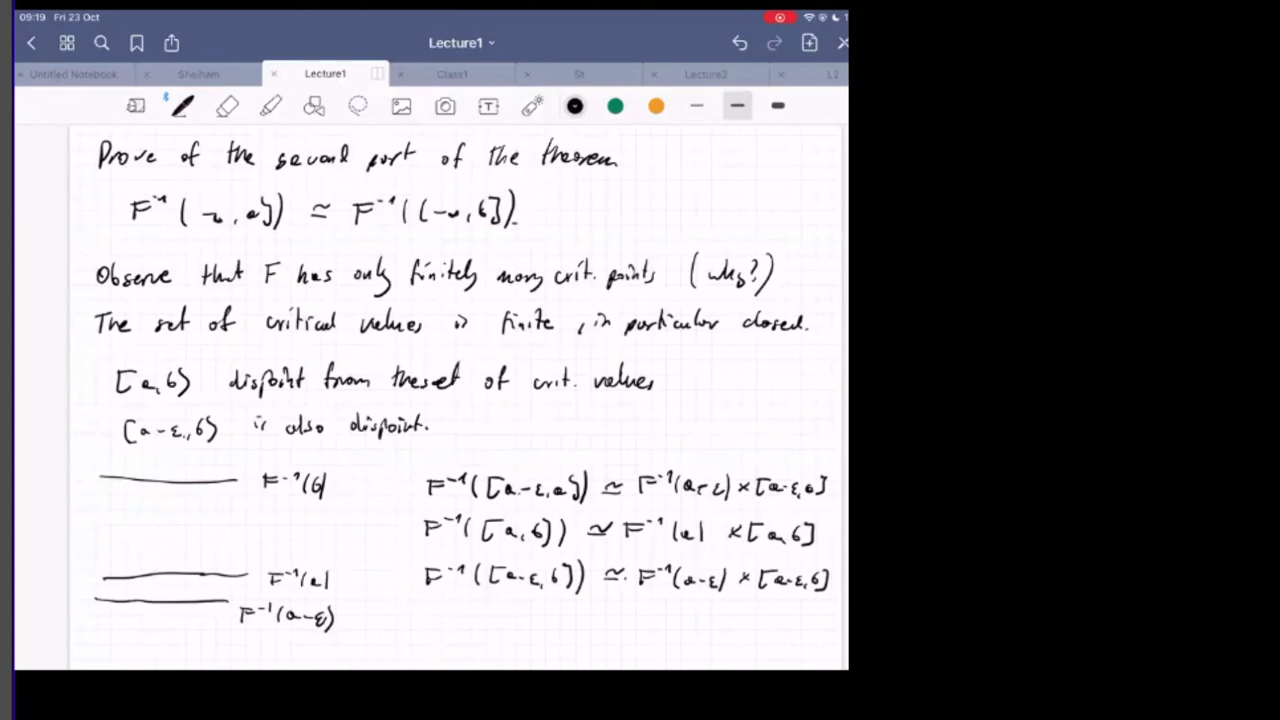 09:19 Fri 23 Oct
Lecture1
Untitled Notebook
Lecture1
Class1
St
Lecture2
L2
Prove of the second part of the theorem
F⁻¹(-∞,a]) ≃ F⁻¹((-∞,b]).
Observe that F has only finitely many crit. points (why?)
The set of critical values is finite, in particular closed.
[a,b] disjoint from the set of crit. values
[a-ε,b] is also disjoint.
F⁻¹(b)
F⁻¹(a)
F⁻¹(a-ε)
F⁻¹([a-ε,a]) ≃ F⁻¹(a-ε) × [a-ε,b]
F⁻¹([a,b]) ≃ F⁻¹(a) × [a,b]
F⁻¹([a-ε,b]) ≃ F⁻¹(a-ε) × [a-ε,b]